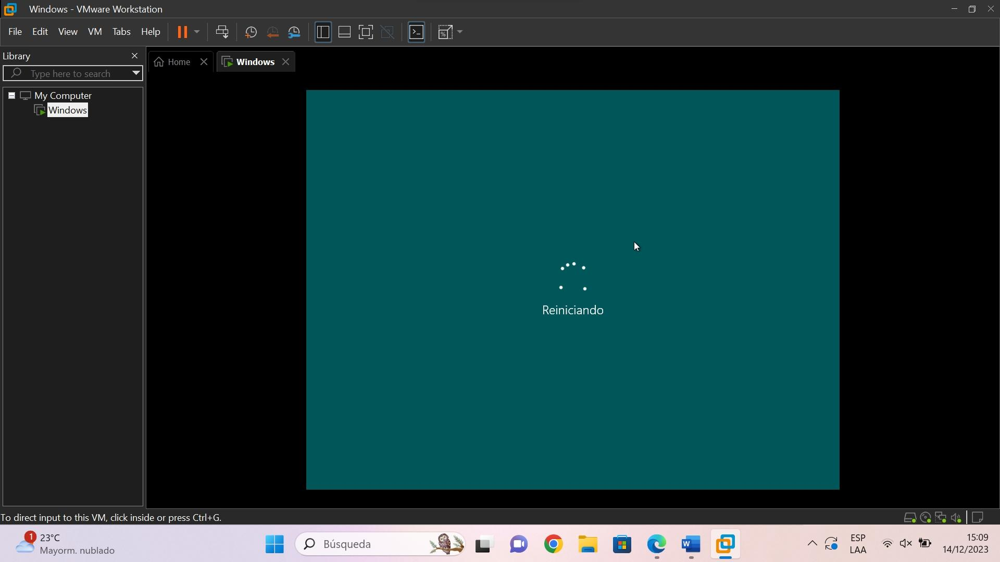 Windows - VMware Workstation
File Edit View VM Tabs Help
Library
Home
Windows
Type here to search
My Computer
Windows
Reiniciando
To direct input to this VM, click inside or press Ctrl+G.
1
23°C
Mayorm. nublado
Búsqueda
ESP
LAA
15:09
14/12/2023